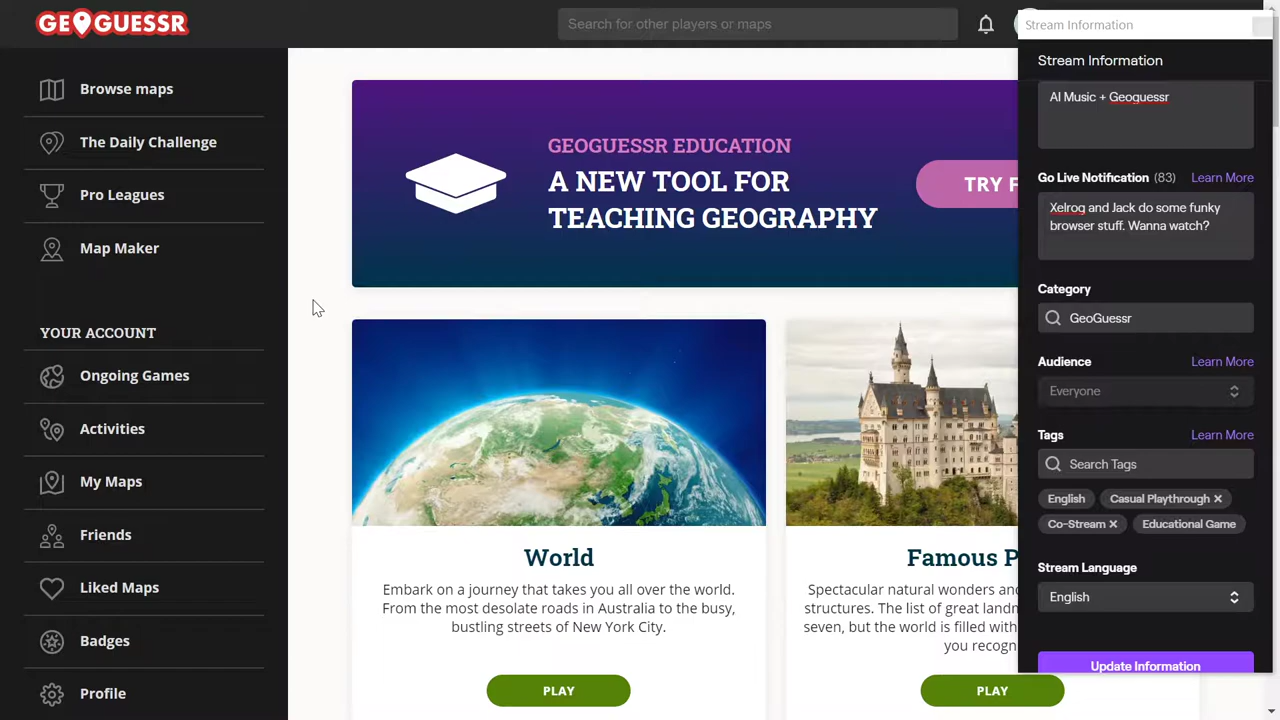 GEOGUESSR
Search for other players or maps
Browse maps
The Daily Challenge
Pro Leagues
Map Maker
YOUR ACCOUNT
Ongoing Games
Activities
My Maps
Friends
Liked Maps
Badges
Profile
GEOGUESSR EDUCATION
A NEW TOOL FOR
TEACHING GEOGRAPHY
TRY F
World
Embark on a journey that takes you all over the world.
From the most desolate roads in Australia to the busy,
bustling streets of New York City.
PLAY
Famous P
Spectacular natural wonders and
structures. The list of great landm
seven, but the world is filled with
you recogn
PLAY
Stream Information
Stream Information
AI Music + Geoguessr
Go Live Notification (83) Learn More
Xelrog and Jack do some funky
browser stuff. Wanna watch?
Category
GeoGuessr
Audience Learn More
Everyone
Tags Learn More
Search Tags
English Casual Playthrough
Co-Stream Educational Game
Stream Language
English
Update Information